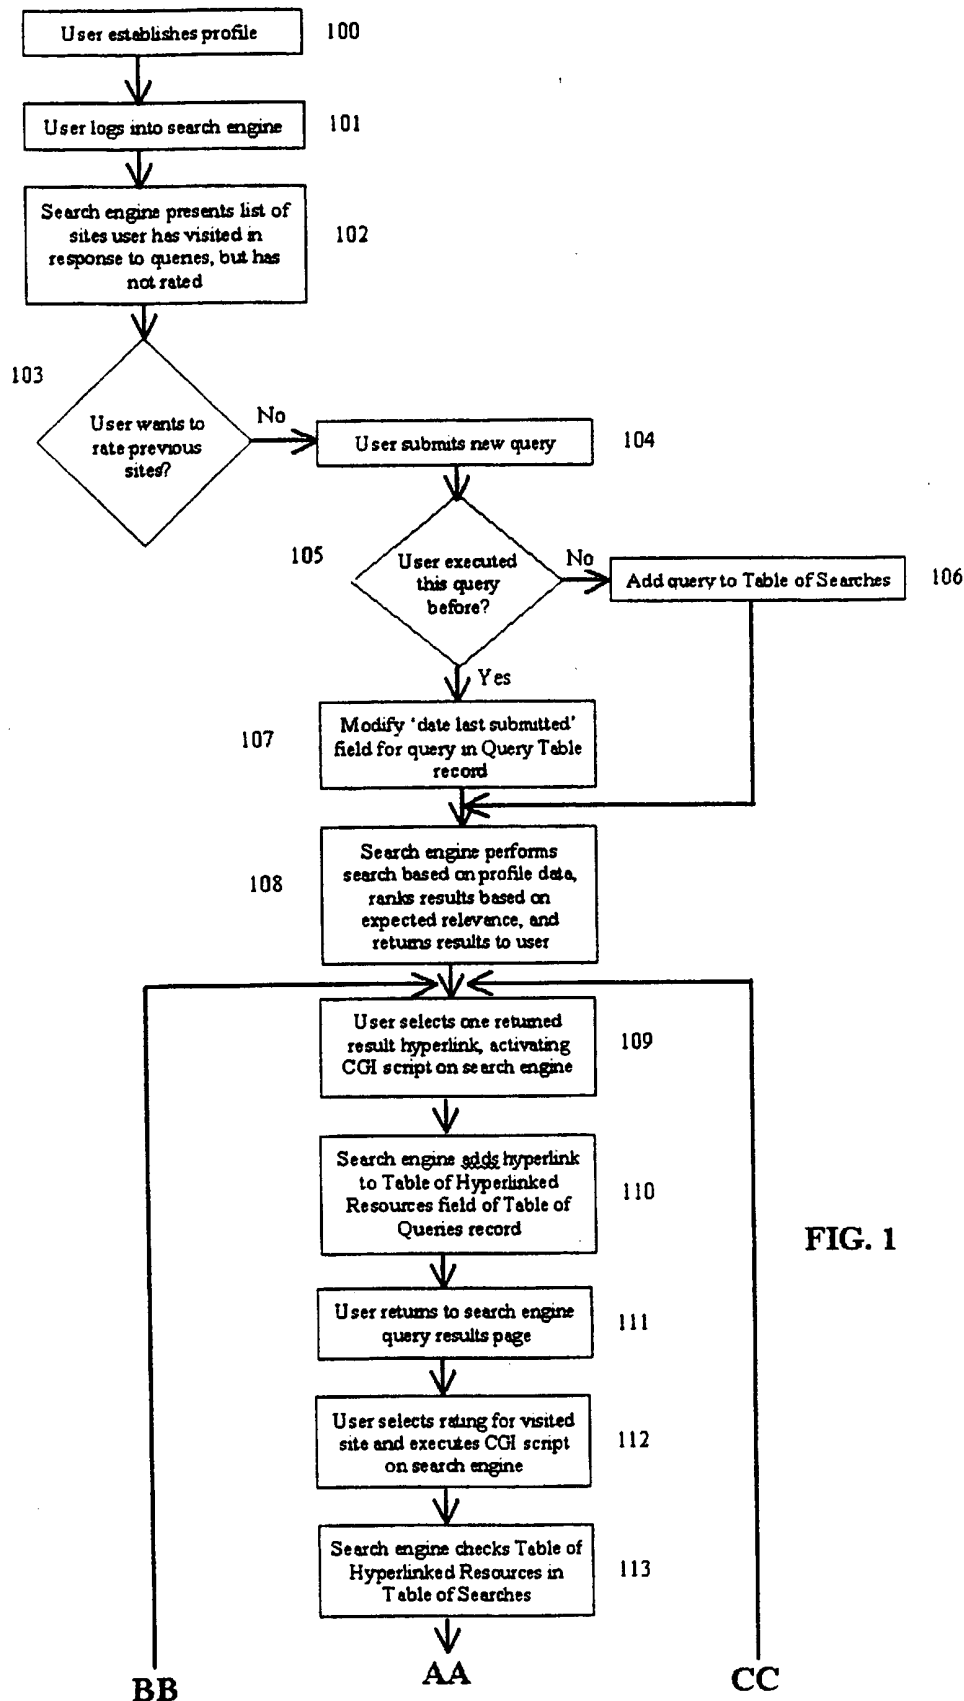 User establishes profile
100
User logs into search engine
101
Search engine presents list of
sites user has visited in
response to queries, but has
not rated
102
103
User wants to
rate previous
sites?
No
User submits new query
104
105
User executed
this query
before?
No
Add query to Table of Searches
106
Yes
107
Modify ‘date last submitted’
field for query in Query Table
record
108
Search engine performs
search based on profile data,
ranks results based on
expected relevance, and
returns results to user
User selects one returned
result hyperlink, activating
CGI script on search engine
109
Search engine adds hyperlink
to Table of Hyperlinked
Resources field of Table of
Queries record
110
FIG. 1
User returns to search engine
query results page
111
User selects rating for visited
site and executes CGI script
on search engine
112
Search engine checks Table of
Hyperlinked Resources in
Table of Searches
113
BB
AA
CC